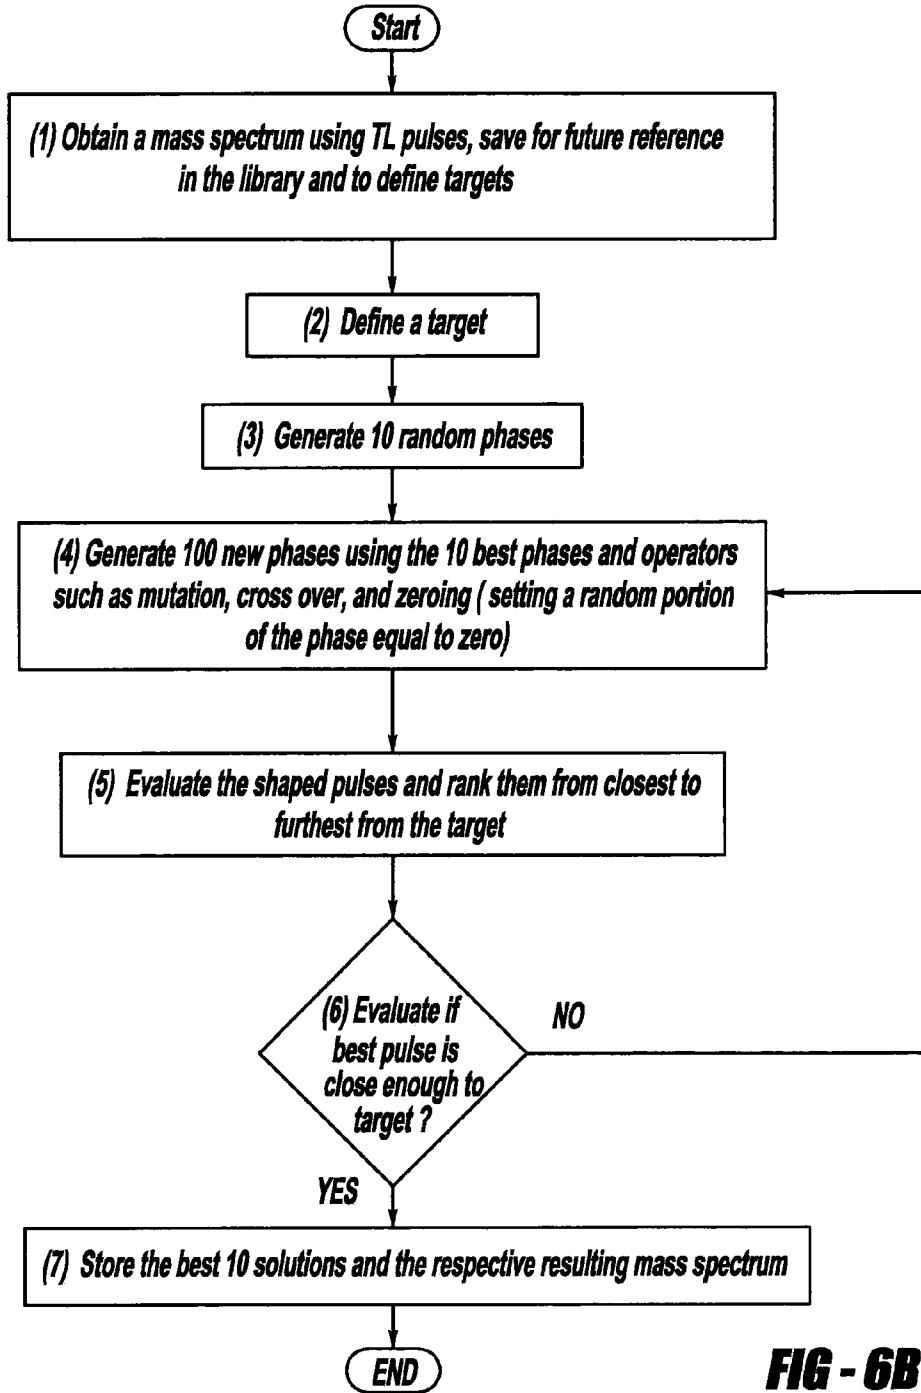 Start
(1) Obtain a mass spectrum using TL pulses, save for future reference
in the library and to define targets
(2) Define a target
(3) Generate 10 random phases
(4) Generate 100 new phases using the 10 best phases and operators
such as mutation, cross over, and zeroing ( setting a random portion
of the phase equal to zero)
(5) Evaluate the shaped pulses and rank them from closest to
furthest from the target
(6) Evaluate if
best pulse is
close enough to
target ?
NO
YES
(7) Store the best 10 solutions and the respective resulting mass spectrum
END
FIG - 6B